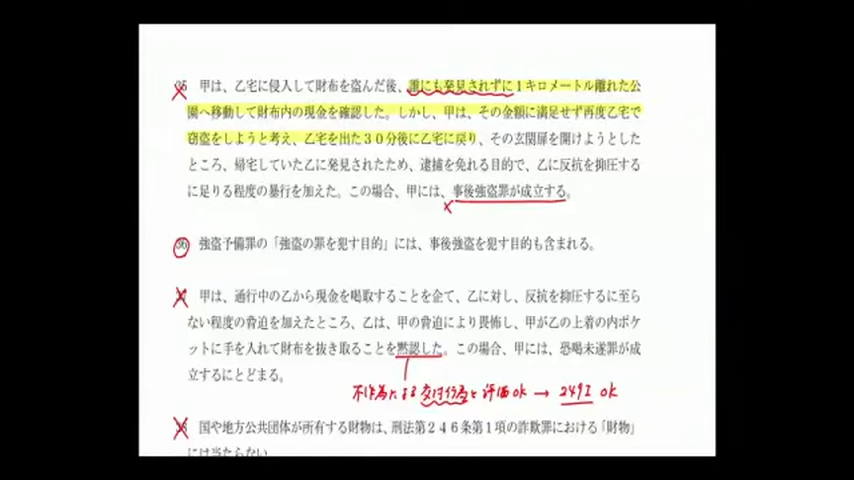 35 甲は、乙宅に侵入して財布を盗んだ後、誰にも発見されずに1キロメートル離れた公
園へ移動して財布内の現金を確認した。しかし、甲は、その金額に満足せず再度乙宅で
窃盗をしようと考え、乙宅を出た30分後に乙宅に戻り、その玄関扉を開けようとした
ところ、帰宅していた乙に発見されたため、逮捕を免れる目的で、乙に反抗を抑圧する
に足りる程度の暴行を加えた。この場合、甲には、事後強盗罪が成立する。
36 強盗予備罪の「強盗の罪を犯す目的」には、事後強盗を犯す目的も含まれる。
37 甲は、通行中の乙から現金を喝取することを企て、乙に対し、反抗を抑圧するに至ら
ない程度の脅迫を加えたところ、乙は、甲の脅迫により畏怖し、甲が乙の上着の内ポケ
ットに手を入れて財布を抜き取ることを黙認した。この場合、甲には、恐喝未遂罪が成
立するにとどまる。
不作為による交付行為と評価ok → 249I ok
38 国や地方公共団体が所有する財物は、刑法第246条第1項の詐欺罪における「財物」
には当たらない